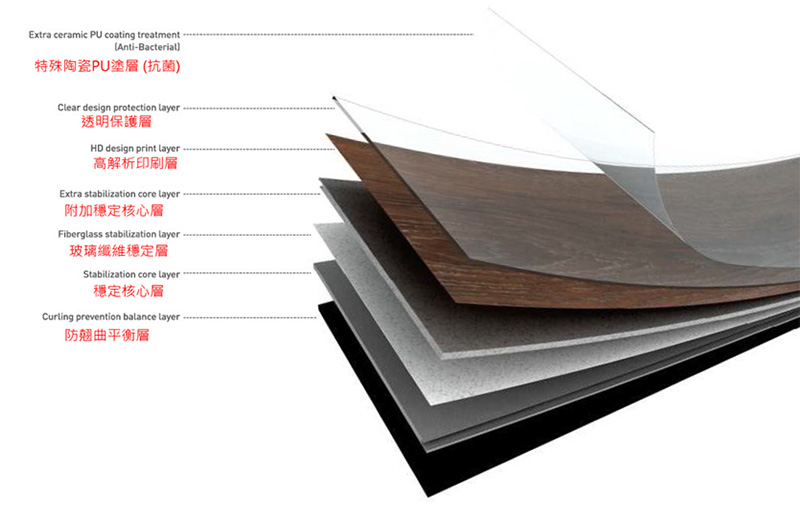 Extra ceramic PU coating treatment
(Anti-Bacterial)
特殊陶瓷PU塗層 (抗菌)
Clear design protection layer
透明保護層
HD design print layer
高解析印刷層
Extra stabilization core layer
附加穩定核心層
Fiberglass stabilization layer
玻璃纖維穩定層
Stabilization core layer
穩定核心層
Curling prevention balance layer
防翹曲平衡層